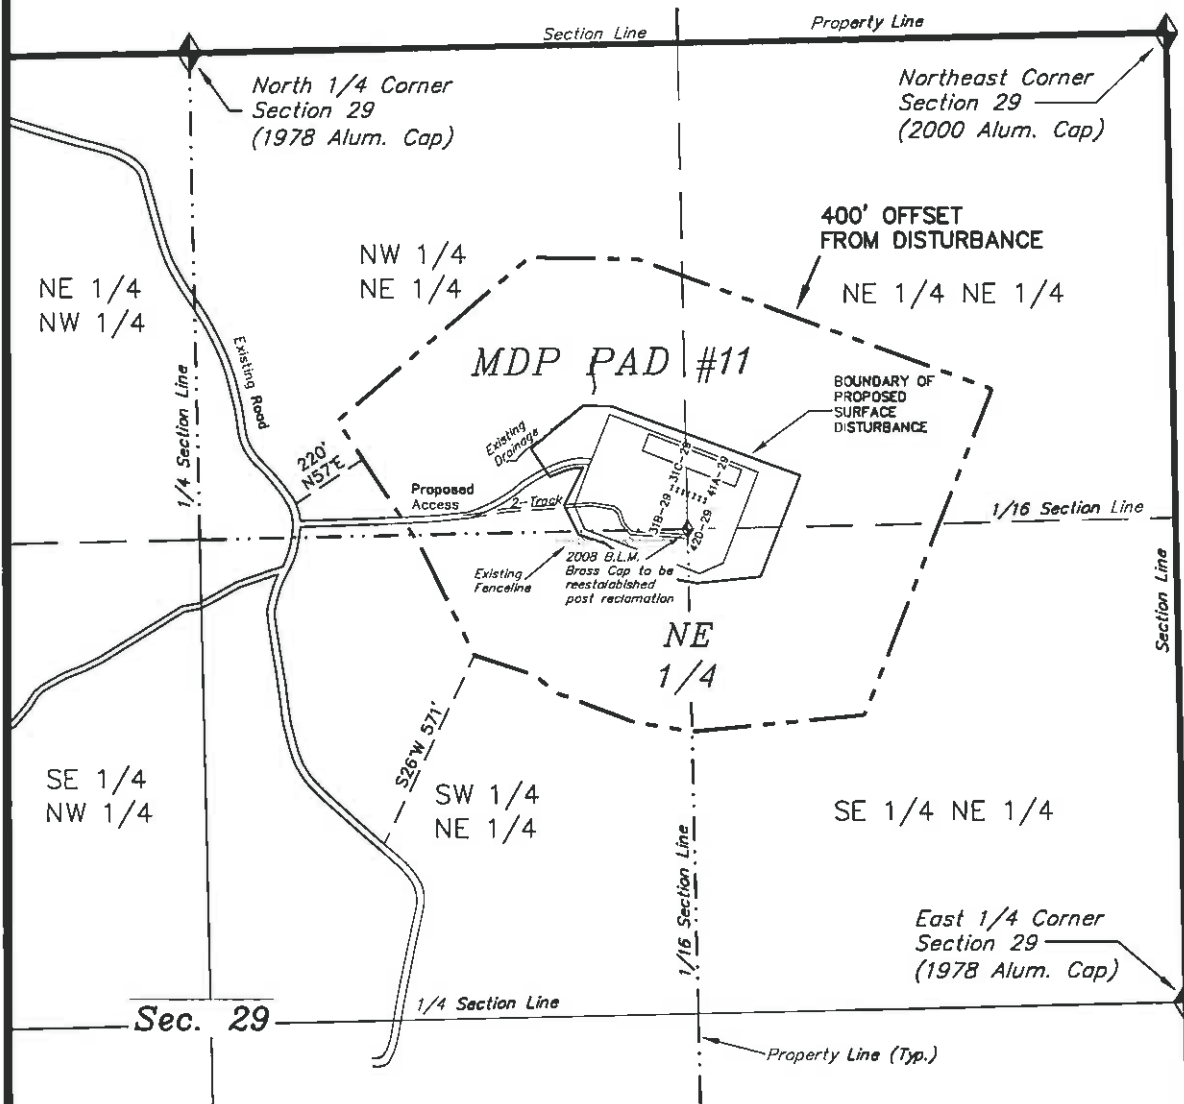 Section Line
Property Line
North 1/4 Corner
Section 29
(1978 Alum. Cap)
Northeast Corner
Section 29
(2000 Alum. Cap)
400' OFFSET
FROM DISTURBANCE
NW 1/4
NE 1/4
NE 1/4
NW 1/4
NE 1/4 NE 1/4
Existing Road
1/4 Section Line
MDP PAD #11
BOUNDARY OF
PROPOSED
SURFACE
DISTURBANCE
Existing
Drainage
220'
N57°E
Proposed
Access
2-Track
31C-29
41A-29
31B-29
42D-29
1/16 Section Line
Section Line
Existing
Fenceline
2008 B.L.M.
Brass Cap to be
reestablished
post reclamation
NE
1/4
S26°W 571'
SE 1/4
NW 1/4
SW 1/4
NE 1/4
SE 1/4 NE 1/4
1/16 Section Line
East 1/4 Corner
Section 29
(1978 Alum. Cap)
Sec. 29
1/4 Section Line
Property Line (Typ.)